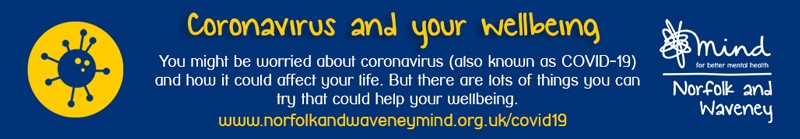 Coronavirus and your wellbeing
You might be worried about coronavirus (also known as COVID-19)
and how it could affect your life. But there are lots of things you can
try that could help your wellbeing.
www.norfolkandwaveneymind.org.uk/covid19
mind
for better mental health
Norfolk and
Waveney